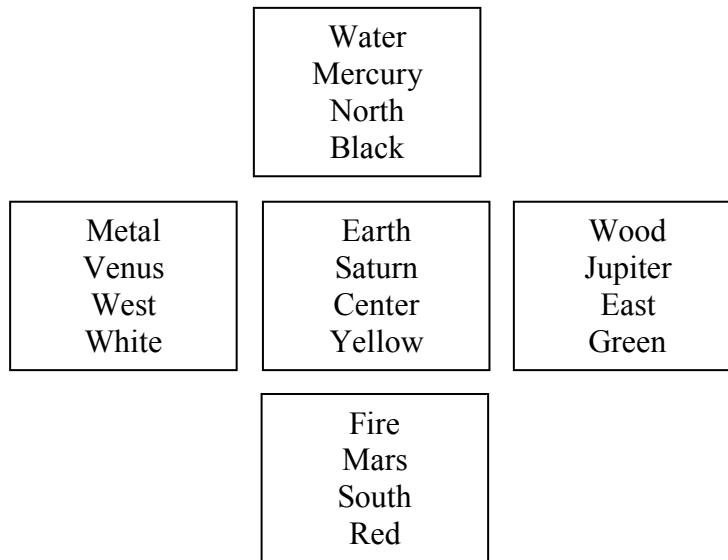 Water
Mercury
North
Black
Metal
Venus
West
White
Earth
Saturn
Center
Yellow
Wood
Jupiter
East
Green
Fire
Mars
South
Red